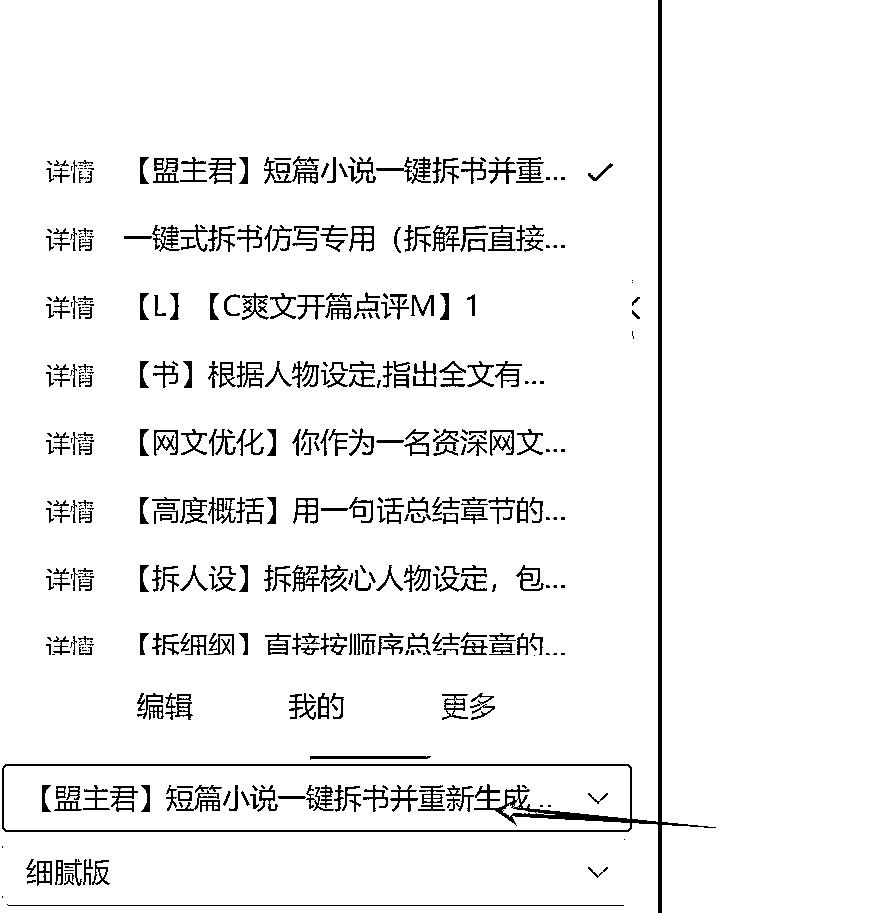 详情 【盟主君】短篇小说一键拆书并重...
详情 一键式拆书仿写专用（拆解后直接...
详情 【L】【C爽文开篇点评M】1
详情 【书】根据人物设定,指出全文有...
详情 【网文优化】你作为一名资深网文...
详情 【高度概括】用一句话总结章节的...
详情 【拆人设】拆解核心人物设定，包...
详情 【拆细纲】直接按顺序总结每章的...
编辑 我的 更多
【盟主君】短篇小说一键拆书并重新生成...
细腻版